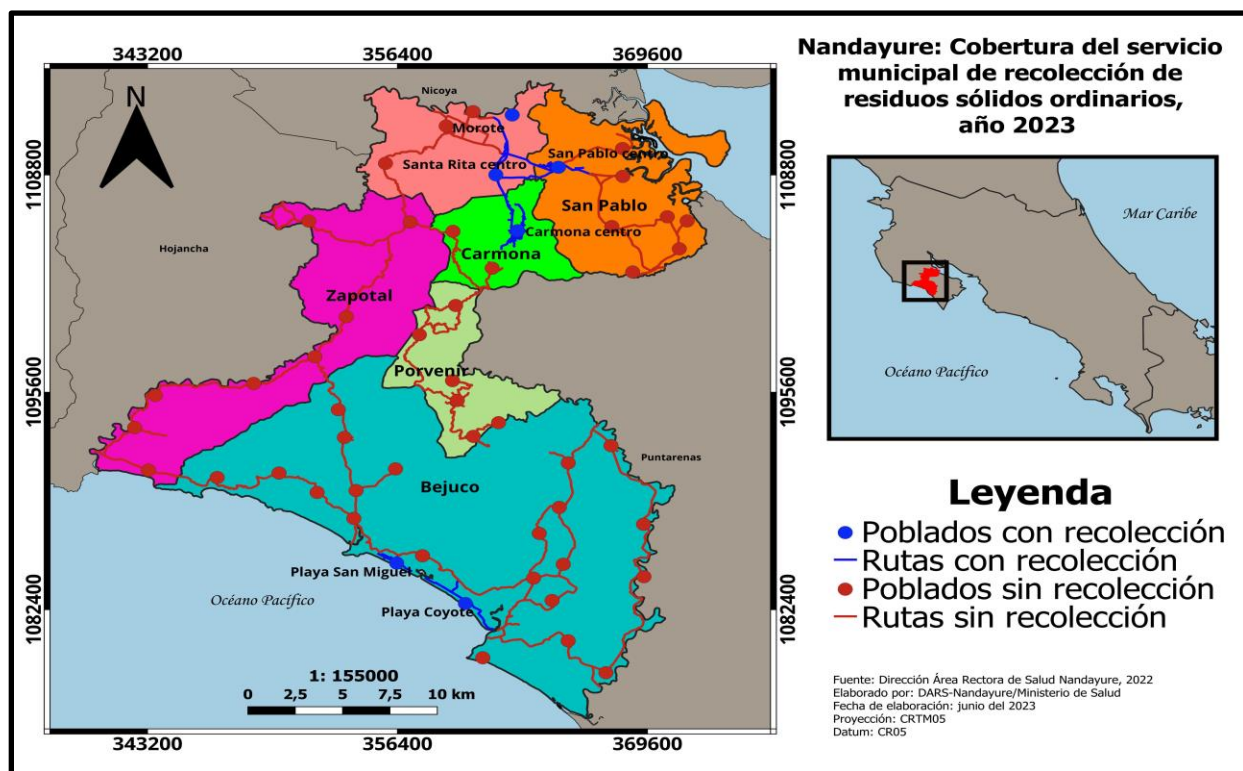 Nandayure: Cobertura del servicio
municipal de recolección de
residuos sólidos ordinarios,
año 2023
343200
356400
369600
1108800
1108800
1095600
1095600
1082400
1082400
343200
356400
369600
N
Nicoya
Morote
Santa Rita centro
San Pablo centro
San Pablo
Carmona centro
Carmona
Hojancha
Zapotal
Porvenir
Puntarenas
Bejuco
Playa San Miguel
Océano Pacífico
Playa Coyote
1: 155000
0 2,5 5 7,5 10 km
Mar Caribe
Océano Pacífico
Leyenda
Poblados con recolección
Rutas con recolección
Poblados sin recolección
Rutas sin recolección
Fuente: Dirección Área Rectora de Salud Nandayure, 2022
Elaborado por: DARS-Nandayure/Ministerio de Salud
Fecha de elaboración: junio del 2023
Proyección: CRTM05
Datum: CR05